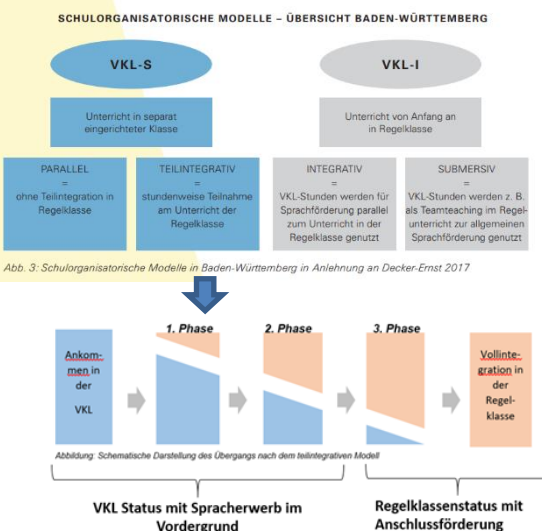 SCHULORGANISATORISCHE MODELLE – ÜBERSICHT BADEN-WÜRTTEMBERG
VKL-S
VKL-I
Unterricht in separat
eingerichteter Klasse
Unterricht von Anfang an
in Regelklasse
PARALLEL
=
ohne Teilintegration in
Regelklasse
TEILINTEGRATIV
=
stundenweise Teilnahme
am Unterricht der
Regelklasse
INTEGRATIV
=
VKL-Stunden werden für
Sprachförderung parallel
zum Unterricht in der
Regelklasse genutzt
SUBMERSIV
=
VKL-Stunden werden z. B.
als Teamteaching im Regel-
unterricht zur allgemeinen
Sprachförderung genutzt
Abb. 3: Schulorganisatorische Modelle in Baden-Württemberg in Anlehnung an Decker-Ernst 2017
Ankom-
men in
der
VKL
1. Phase
2. Phase
3. Phase
Vollinte-
gration in
der
Regel-
klasse
Abbildung: Schematische Darstellung des Übergangs nach dem teilintegrativen Modell
VKL Status mit Spracherwerb im
Vordergrund
Regelklassenstatus mit
Anschlussförderung